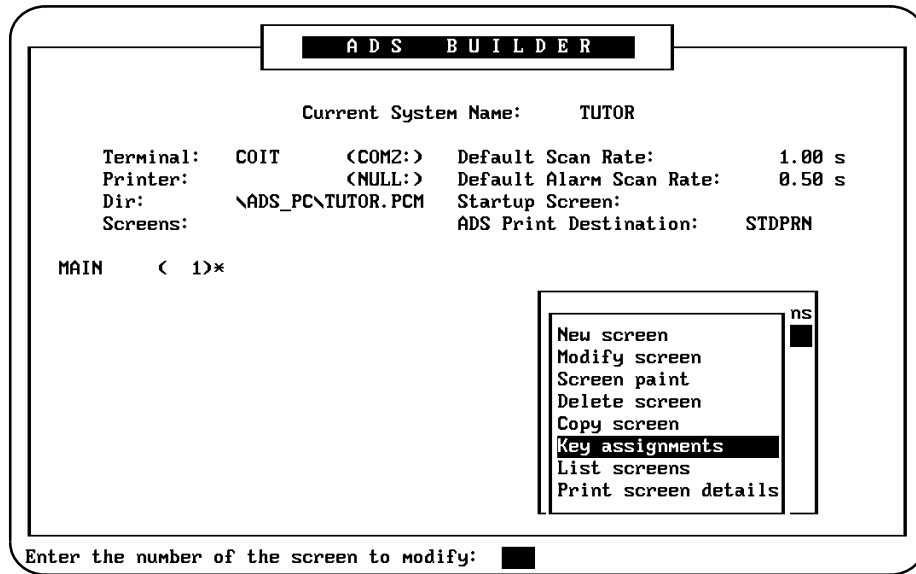 ADS BUILDER
Current System Name: TUTOR
Terminal: COIT (COM2:) Default Scan Rate: 1.00 s
Printer: (NULL:) Default Alarm Scan Rate: 0.50 s
Dir: \ADS_PC\TUTOR.PCM Startup Screen:
Screens: ADS Print Destination: STDPRN
MAIN ( 1)*
ns
New screen
Modify screen
Screen paint
Delete screen
Copy screen
Key assignments
List screens
Print screen details
Enter the number of the screen to modify: